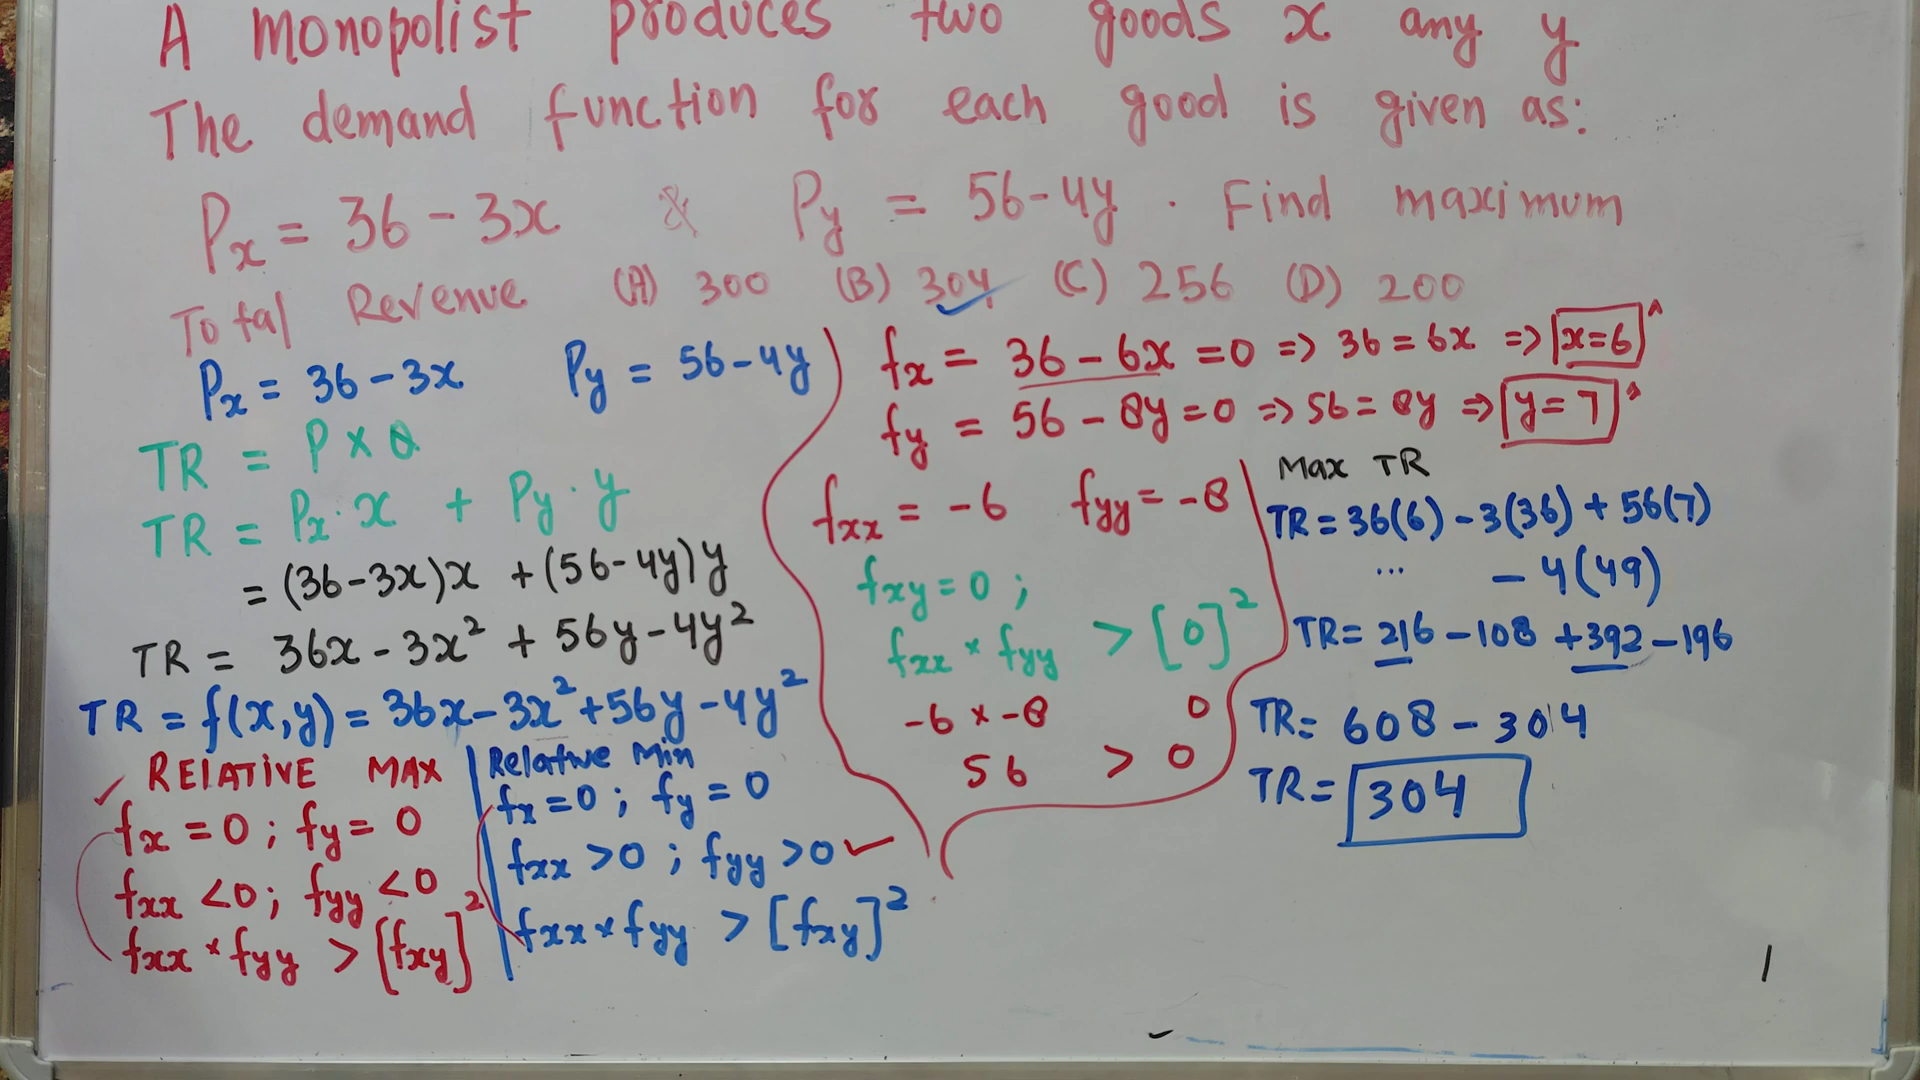 A monopolist produces two goods x any y
The demand function for each good is given as:
Px = 36 - 3x & Py = 56-4y . Find maximum
Total Revenue (A) 300 (B) 304 (C) 256 (D) 200
Px = 36-3x Py = 56-4y
TR = P x Q
TR = Px·x + Py·y
= (36-3x)x + (56-4y)y
TR = 36x - 3x² + 56y - 4y²
TR = f(x,y) = 36x-3x²+56y-4y²
✓ RElATiVE MAX
fx = 0 ; fy = 0
fxx <0; fyy <0
fxx * fyy > [fxy]²
Relative Min
fx = 0 ; fy = 0
fxx >0 ; fyy >0 ✓
fxx * fyy > [fxy]²
fx = 36 - 6x = 0 => 36 = 6x => x=6
fy = 56 - 8y = 0 => 56 = 8y => y=7
fxx = -6 fyy = -8
fxy = 0 ;
fxx * fyy > [0]²
-6 x -8 0
56 > 0
Max TR
TR = 36(6) - 3(36) + 56(7)
... - 4(49)
TR= 216 - 108 + 392 - 196
TR= 608 - 304
TR= 304